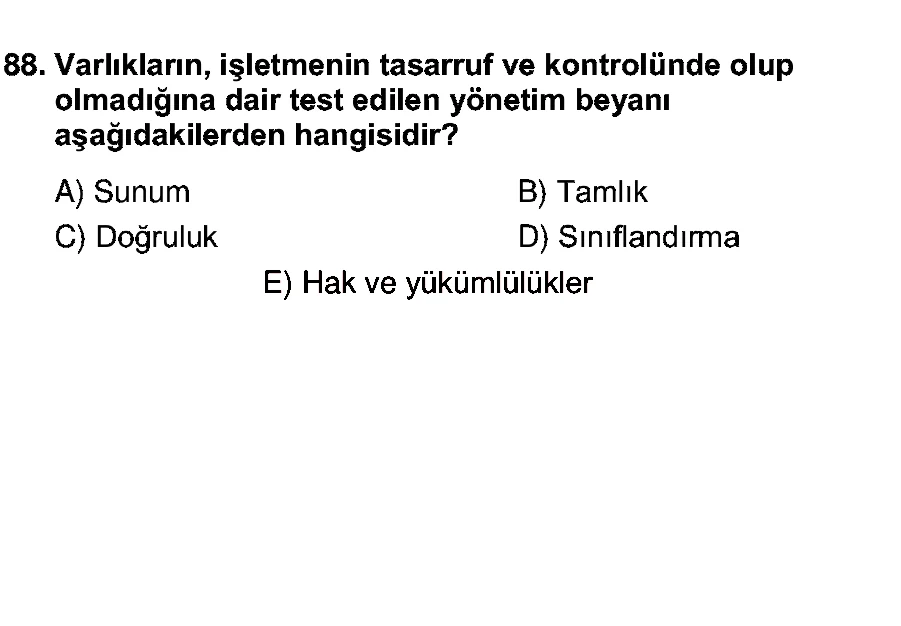 88. Varlıkların, işletmenin tasarruf ve kontrolünde olup
olmadığına dair test edilen yönetim beyanı
aşağıdakilerden hangisidir?
A) Sunum B) Tamlık
C) Doğruluk D) Sınıflandırma
E) Hak ve yükümlülükler